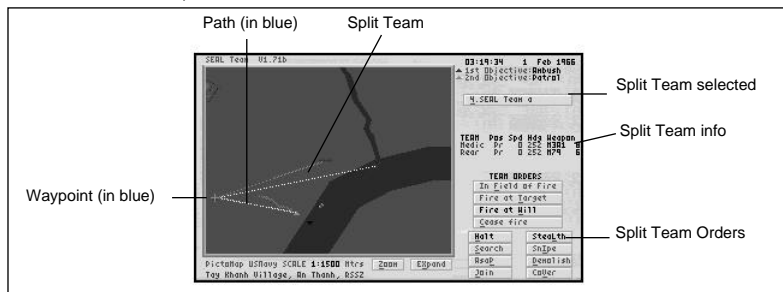 Path (in blue)
Split Team
Split Team selected
Split Team info
Waypoint (in blue)
Split Team Orders
SEAL Team V1.71b
03:19:34 1 Feb 1966
1st Objective:Ambush
2nd Objective:Patrol
4.SEAL Team a
TEAM Pos Spd Hdg Weapon
Medic Pr 0 252 M3A1 8
Rear Pr 0 252 M79 6
TEAM ORDERS
In Field of Fire
Fire at Target
Fire at Will
Cease fire
Halt
Stealth
Search
Snipe
Asap
Demolish
Join
Cover
PictoMap USNavy SCALE 1:1500 Mtrs Zoom EXpand
Tay Khanh Village, An Thanh, RSSZ